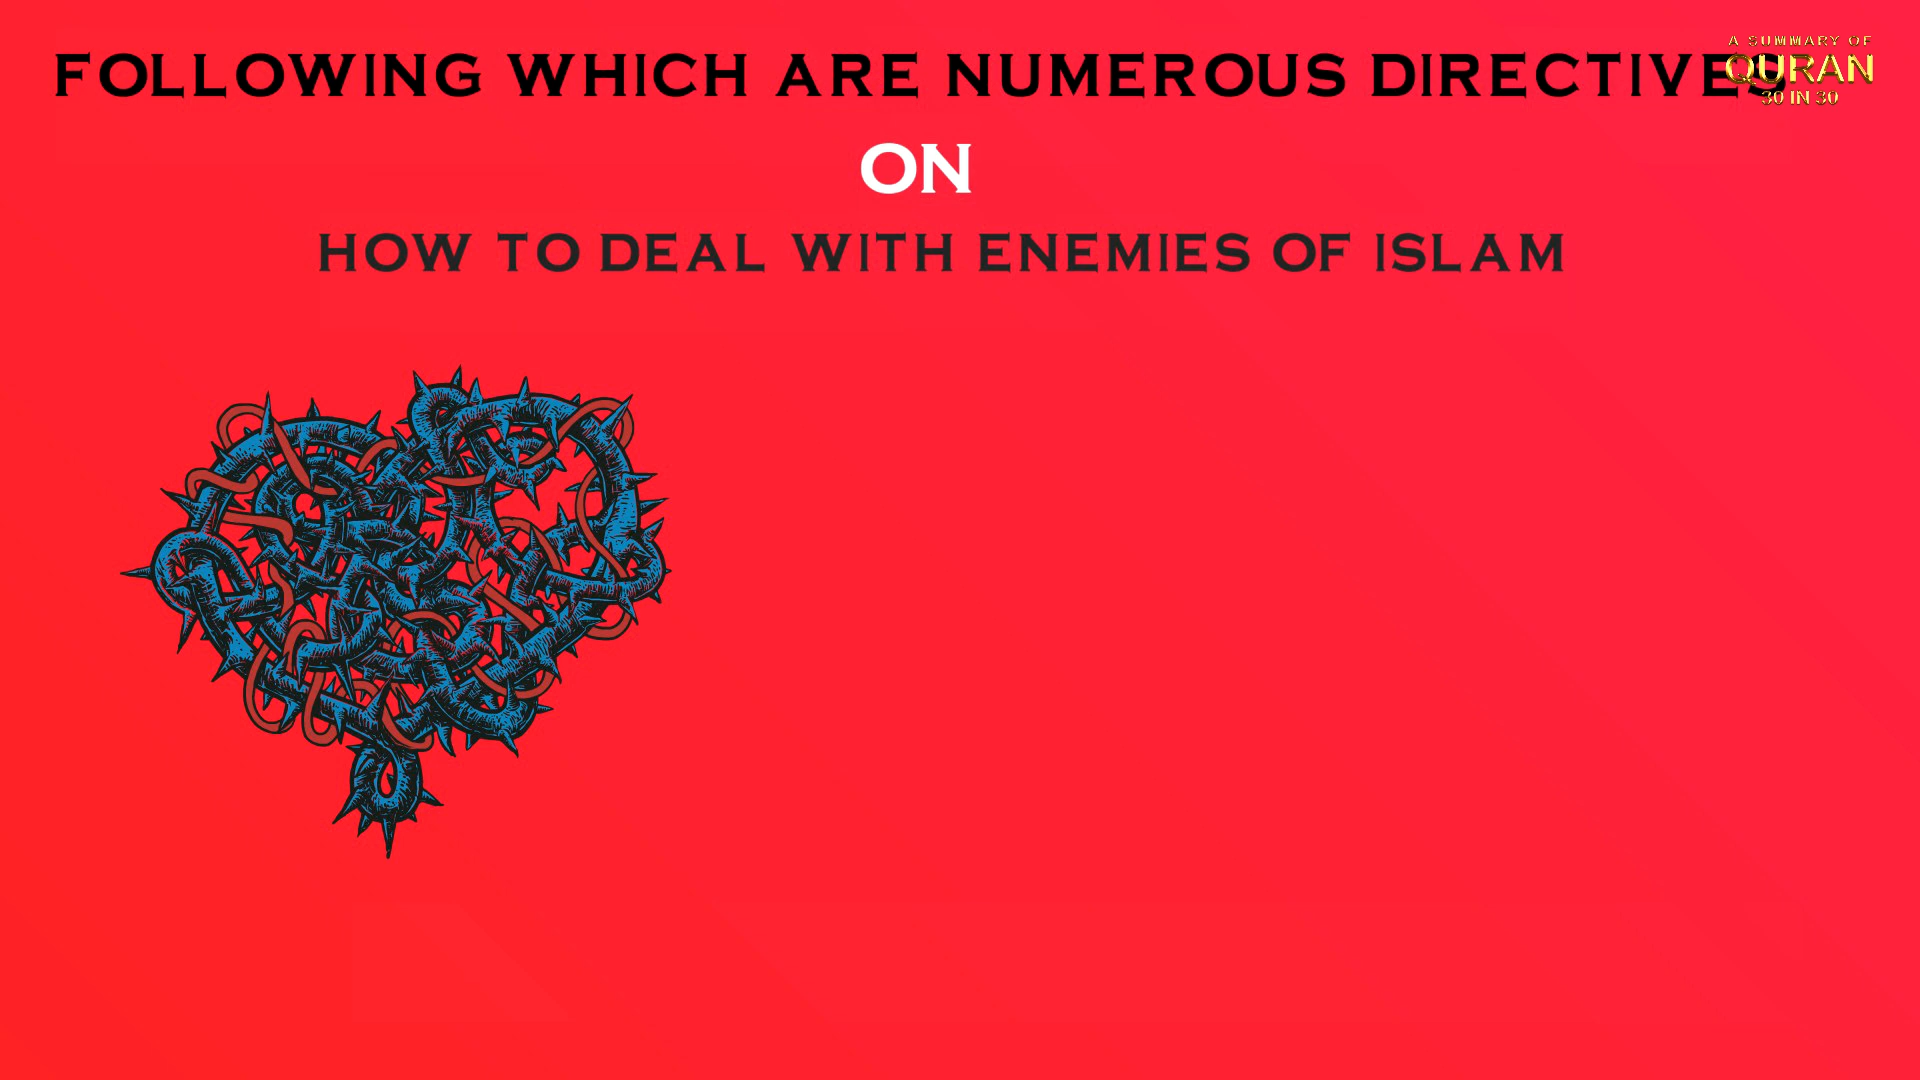 FOLLOWING WHICH ARE NUMEROUS DIRECTIVES
ON
HOW TO DEAL WITH ENEMIES OF ISLAM
A SUMMARY OF
QURAN
30 IN 30